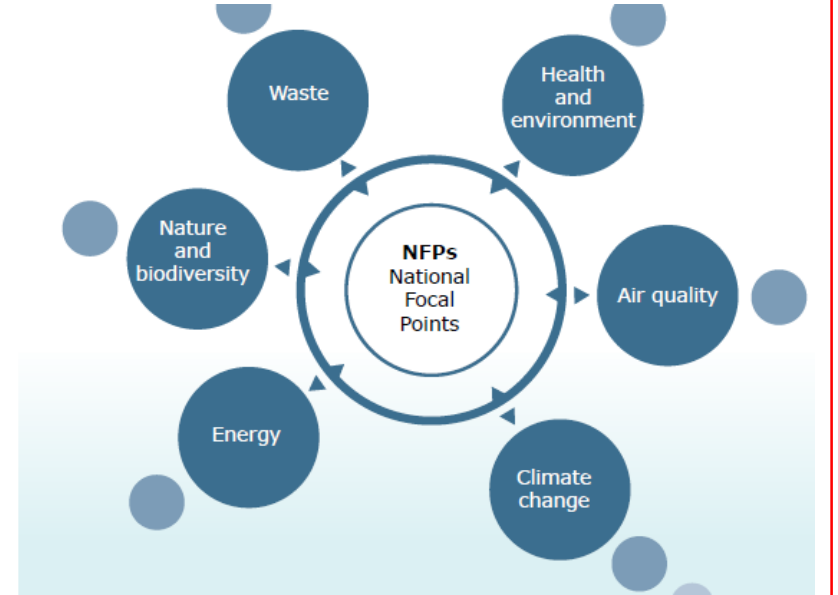 Waste
Health
and
environment
Nature
and
biodiversity
NFPs
National
Focal
Points
Air quality
Energy
Climate
change